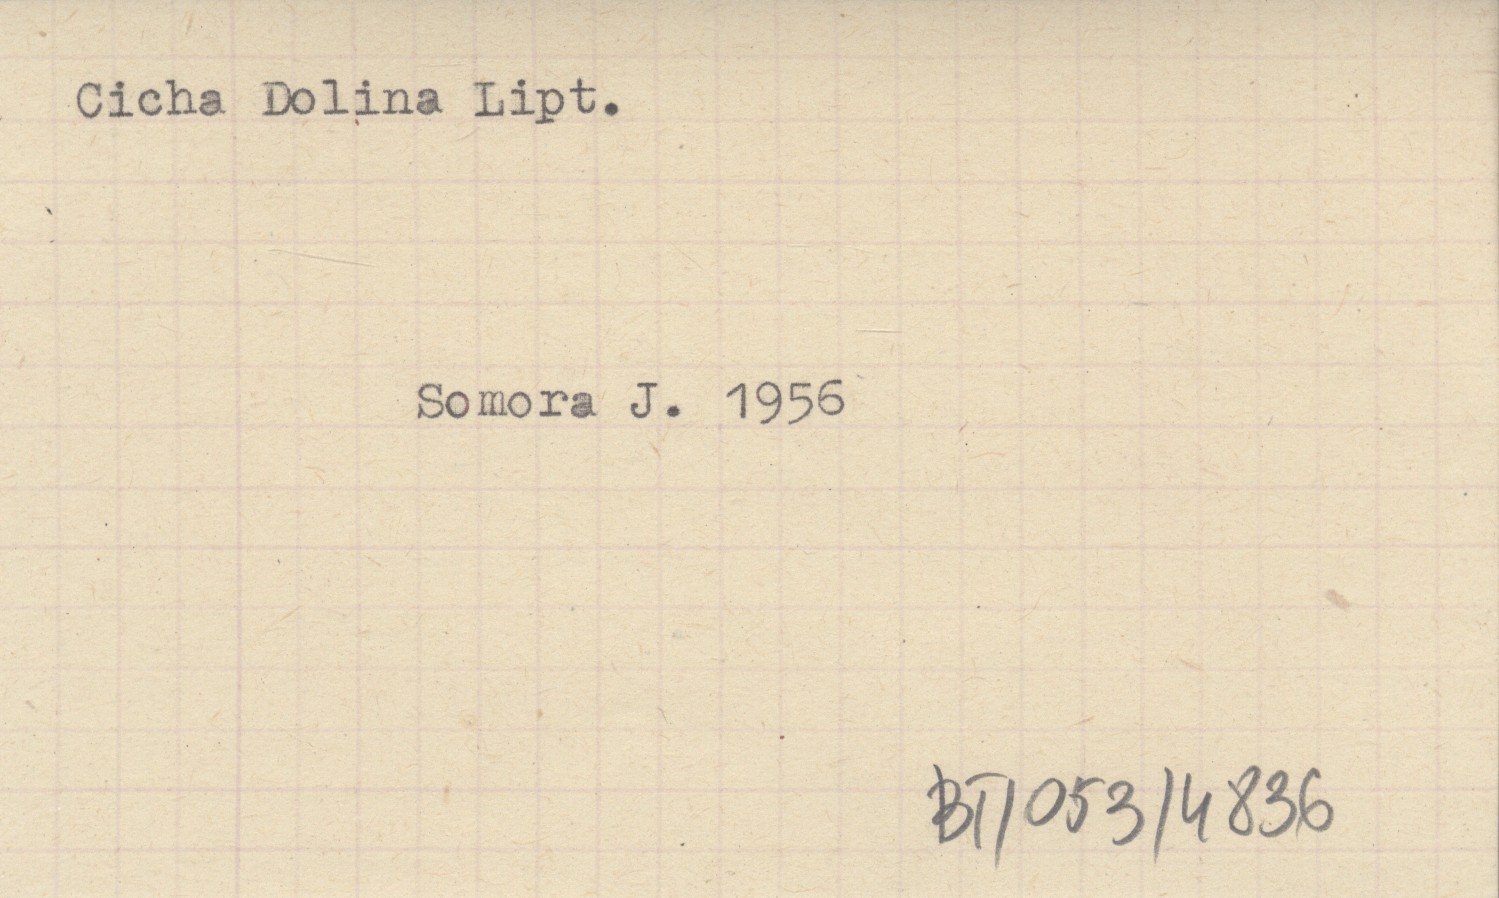 Cicha Dolina Lipt.
Somora J. 1956
BT/053/4836